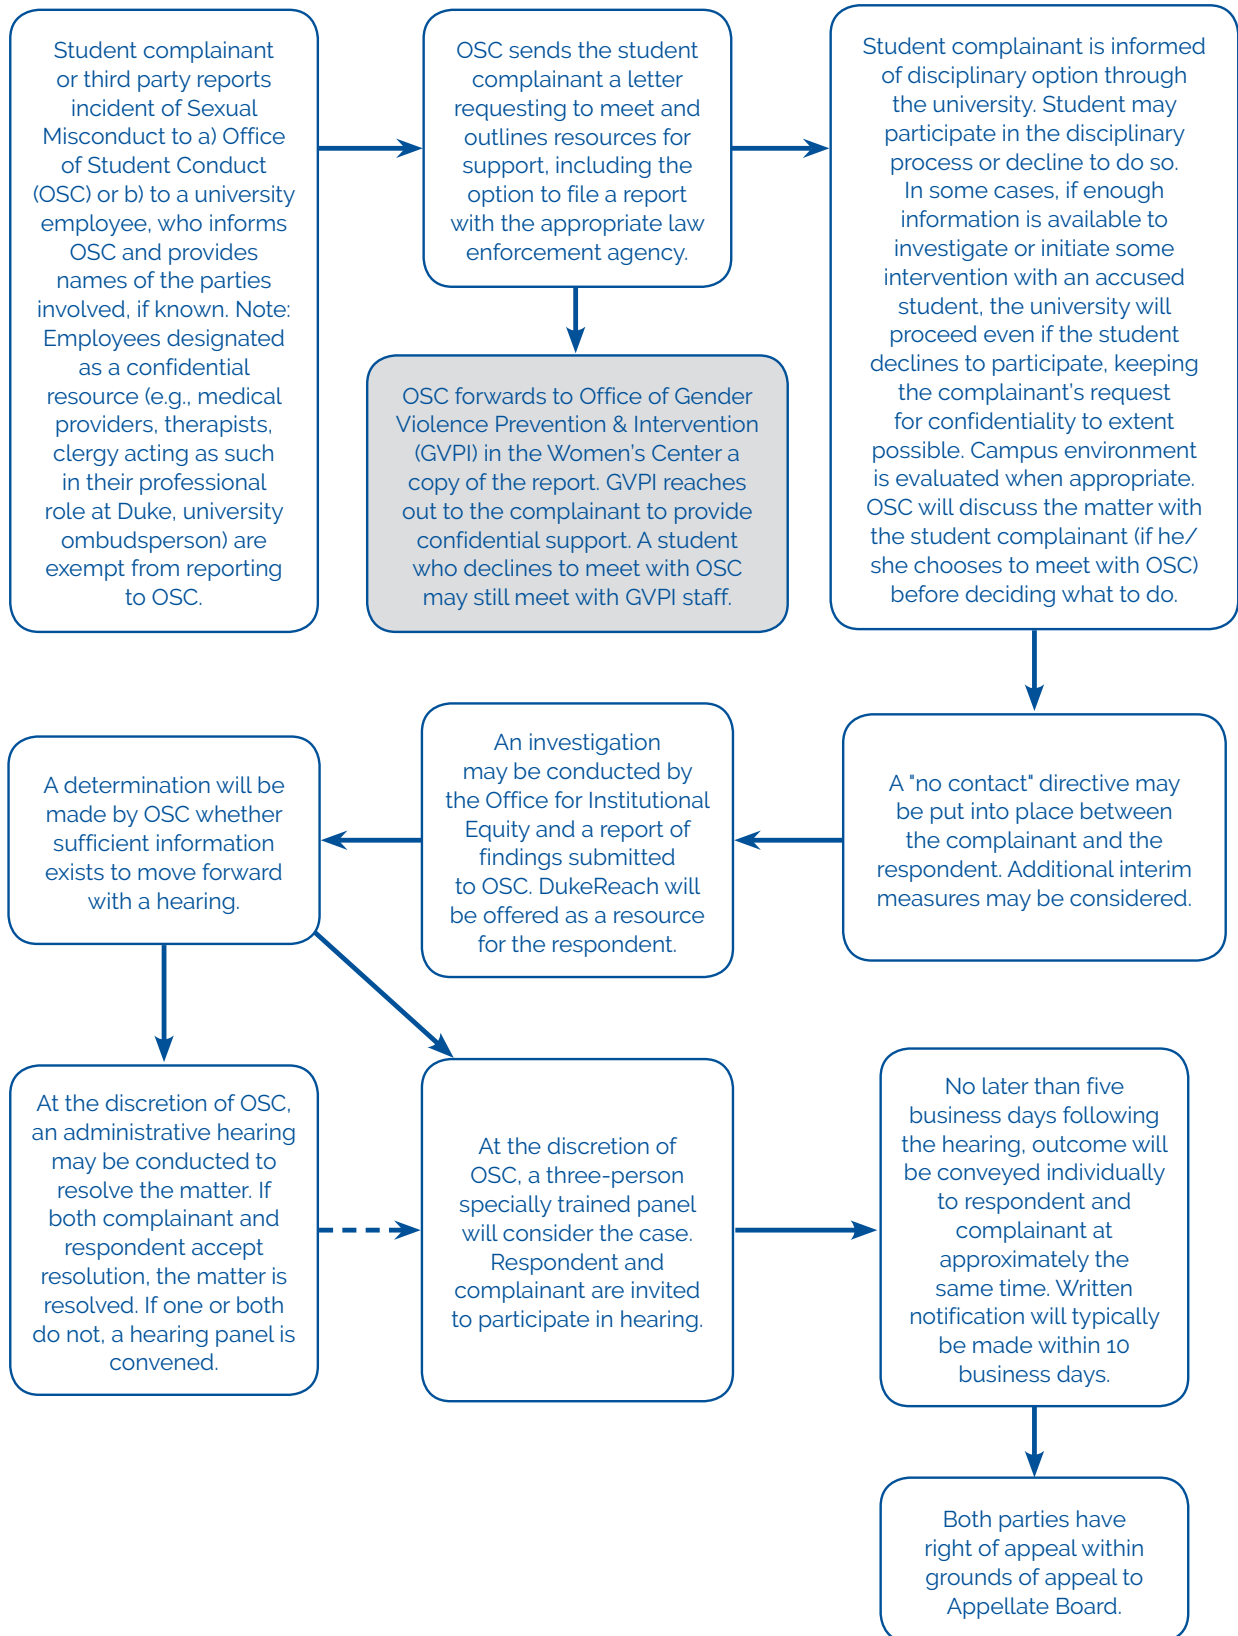 Student complainant
or third party reports
incident of Sexual
Misconduct to a) Office
of Student Conduct
(OSC) or b) to a university
employee, who informs
OSC and provides
names of the parties
involved, if known. Note:
Employees designated
as a confidential
resource (e.g., medical
providers, therapists,
clergy acting as such
in their professional
role at Duke, university
ombudsperson) are
exempt from reporting
to OSC.
OSC sends the student
complainant a letter
requesting to meet and
outlines resources for
support, including the
option to file a report
with the appropriate law
enforcement agency.
OSC forwards to Office of Gender
Violence Prevention & Intervention
(GVPI) in the Women's Center a
copy of the report. GVPI reaches
out to the complainant to provide
confidential support. A student
who declines to meet with OSC
may still meet with GVPI staff.
Student complainant is informed
of disciplinary option through
the university. Student may
participate in the disciplinary
process or decline to do so.
In some cases, if enough
information is available to
investigate or initiate some
intervention with an accused
student, the university will
proceed even if the student
declines to participate, keeping
the complainant's request
for confidentiality to extent
possible. Campus environment
is evaluated when appropriate.
OSC will discuss the matter with
the student complainant (if he/
she chooses to meet with OSC)
before deciding what to do.
A "no contact" directive may
be put into place between
the complainant and the
respondent. Additional interim
measures may be considered.
An investigation
may be conducted by
the Office for Institutional
Equity and a report of
findings submitted
to OSC. DukeReach will
be offered as a resource
for the respondent.
A determination will be
made by OSC whether
sufficient information
exists to move forward
with a hearing.
At the discretion of OSC,
an administrative hearing
may be conducted to
resolve the matter. If
both complainant and
respondent accept
resolution, the matter is
resolved. If one or both
do not, a hearing panel is
convened.
At the discretion of
OSC, a three-person
specially trained panel
will consider the case.
Respondent and
complainant are invited
to participate in hearing.
No later than five
business days following
the hearing, outcome will
be conveyed individually
to respondent and
complainant at
approximately the
same time. Written
notification will typically
be made within 10
business days.
Both parties have
right of appeal within
grounds of appeal to
Appellate Board.